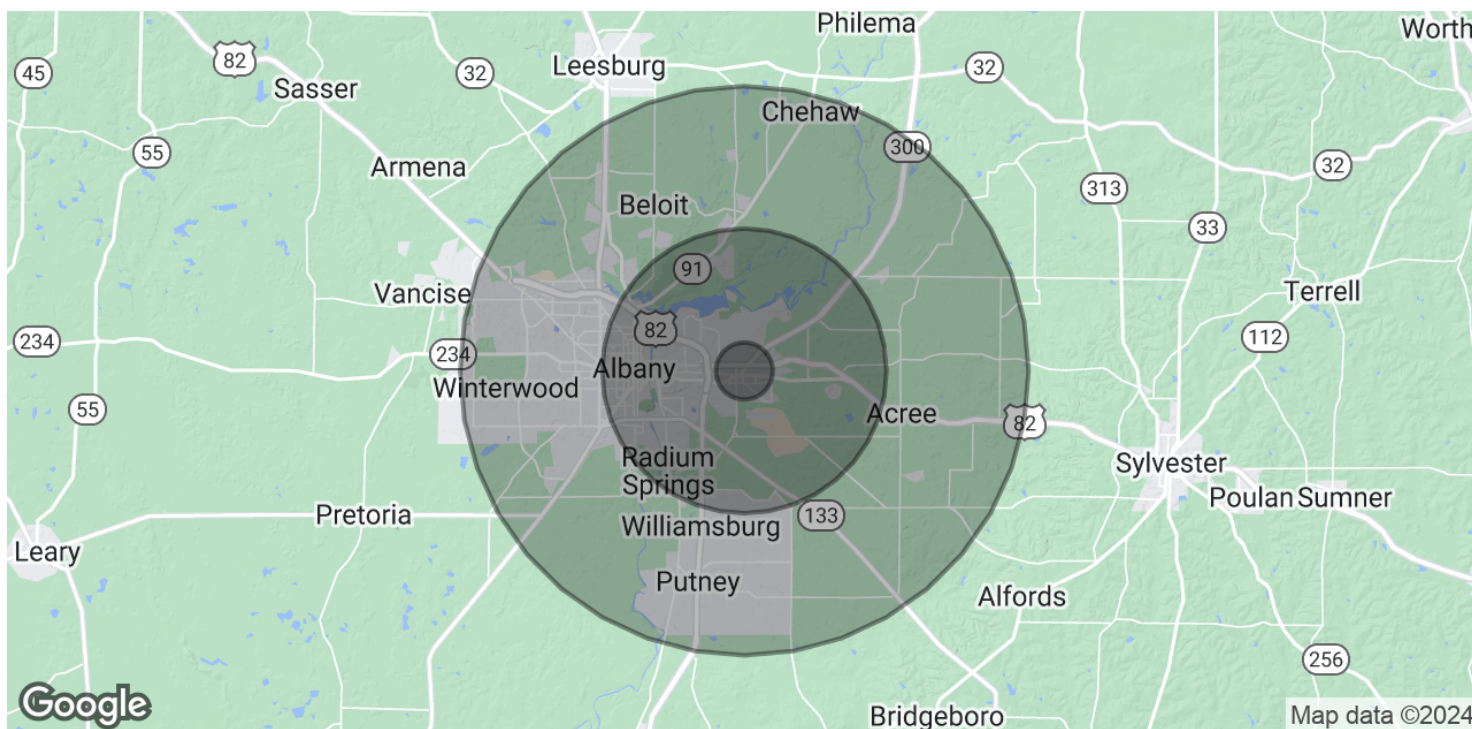 Philema
Worth
82
45
32
Leesburg
32
Sasser
Chehaw
300
55
Armena
32
313
Beloit
33
91
Vancise
Terrell
82
234
234
112
Albany
Winterwood
55
Acree
82
Radium
Springs
Sylvester
Poulan
Sumner
Pretoria
Williamsburg
133
Leary
Putney
Alfords
256
Google
Bridgeboro
Map data ©2024